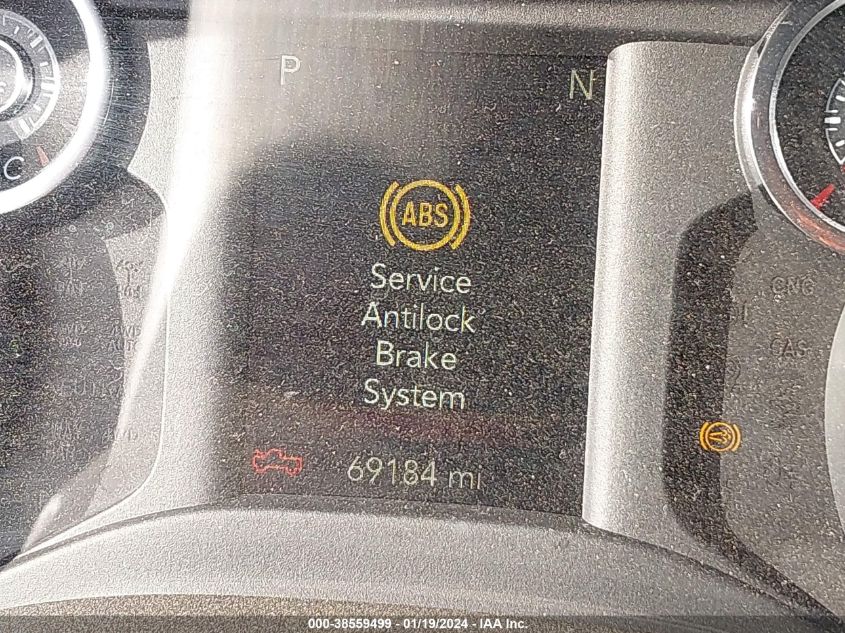 P
N
C
ABS
Service
Antilock
Brake
System
CNG
GAS
69184 mi
000-38559499 - 01/19/2024 - IAA Inc.